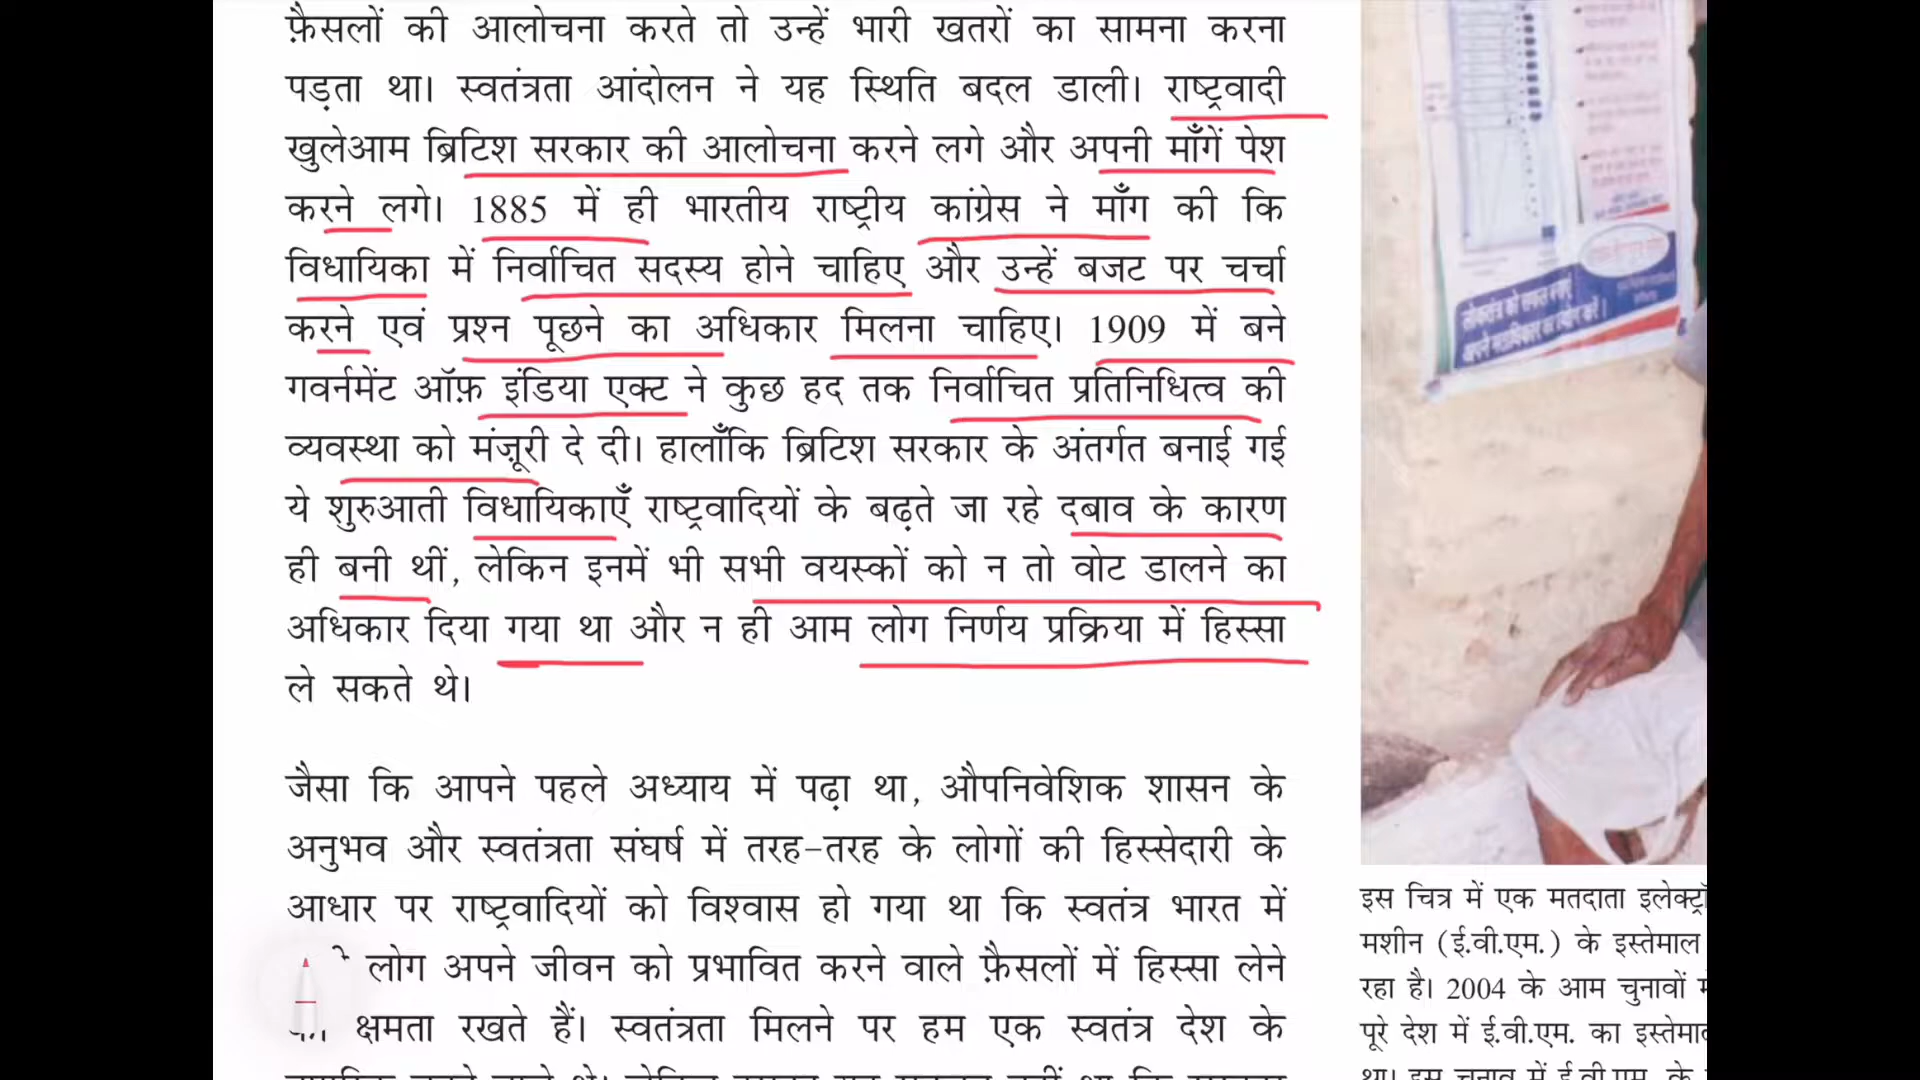 फ़ैसलों की आलोचना करते तो उन्हें भारी खतरों का सामना करना
पड़ता था। स्वतंत्रता आंदोलन ने यह स्थिति बदल डाली। राष्ट्रवादी
खुलेआम ब्रिटिश सरकार की आलोचना करने लगे और अपनी माँगें पेश
करने लगे। 1885 में ही भारतीय राष्ट्रीय कांग्रेस ने माँग की कि
विधायिका में निर्वाचित सदस्य होने चाहिए और उन्हें बजट पर चर्चा
करने एवं प्रश्न पूछने का अधिकार मिलना चाहिए। 1909 में बने
गवर्नमेंट ऑफ़ इंडिया एक्ट ने कुछ हद तक निर्वाचित प्रतिनिधित्व की
व्यवस्था को मंज़ूरी दे दी। हालाँकि ब्रिटिश सरकार के अंतर्गत बनाई गई
ये शुरुआती विधायिकाएँ राष्ट्रवादियों के बढ़ते जा रहे दबाव के कारण
ही बनी थीं, लेकिन इनमें भी सभी वयस्कों को न तो वोट डालने का
अधिकार दिया गया था और न ही आम लोग निर्णय प्रक्रिया में हिस्सा
ले सकते थे।
जैसा कि आपने पहले अध्याय में पढ़ा था, औपनिवेशिक शासन के
अनुभव और स्वतंत्रता संघर्ष में तरह-तरह के लोगों की हिस्सेदारी के
आधार पर राष्ट्रवादियों को विश्वास हो गया था कि स्वतंत्र भारत में
लोग अपने जीवन को प्रभावित करने वाले फ़ैसलों में हिस्सा लेने
क्षमता रखते हैं। स्वतंत्रता मिलने पर हम एक स्वतंत्र देश के
लोकतंत्र को सफल बनाएं
इस चित्र में एक मतदाता इलेक्ट्रॉ
मशीन (ई.वी.एम.) के इस्तेमाल
रहा है। 2004 के आम चुनावों में
पूरे देश में ई.वी.एम. का इस्तेमाल